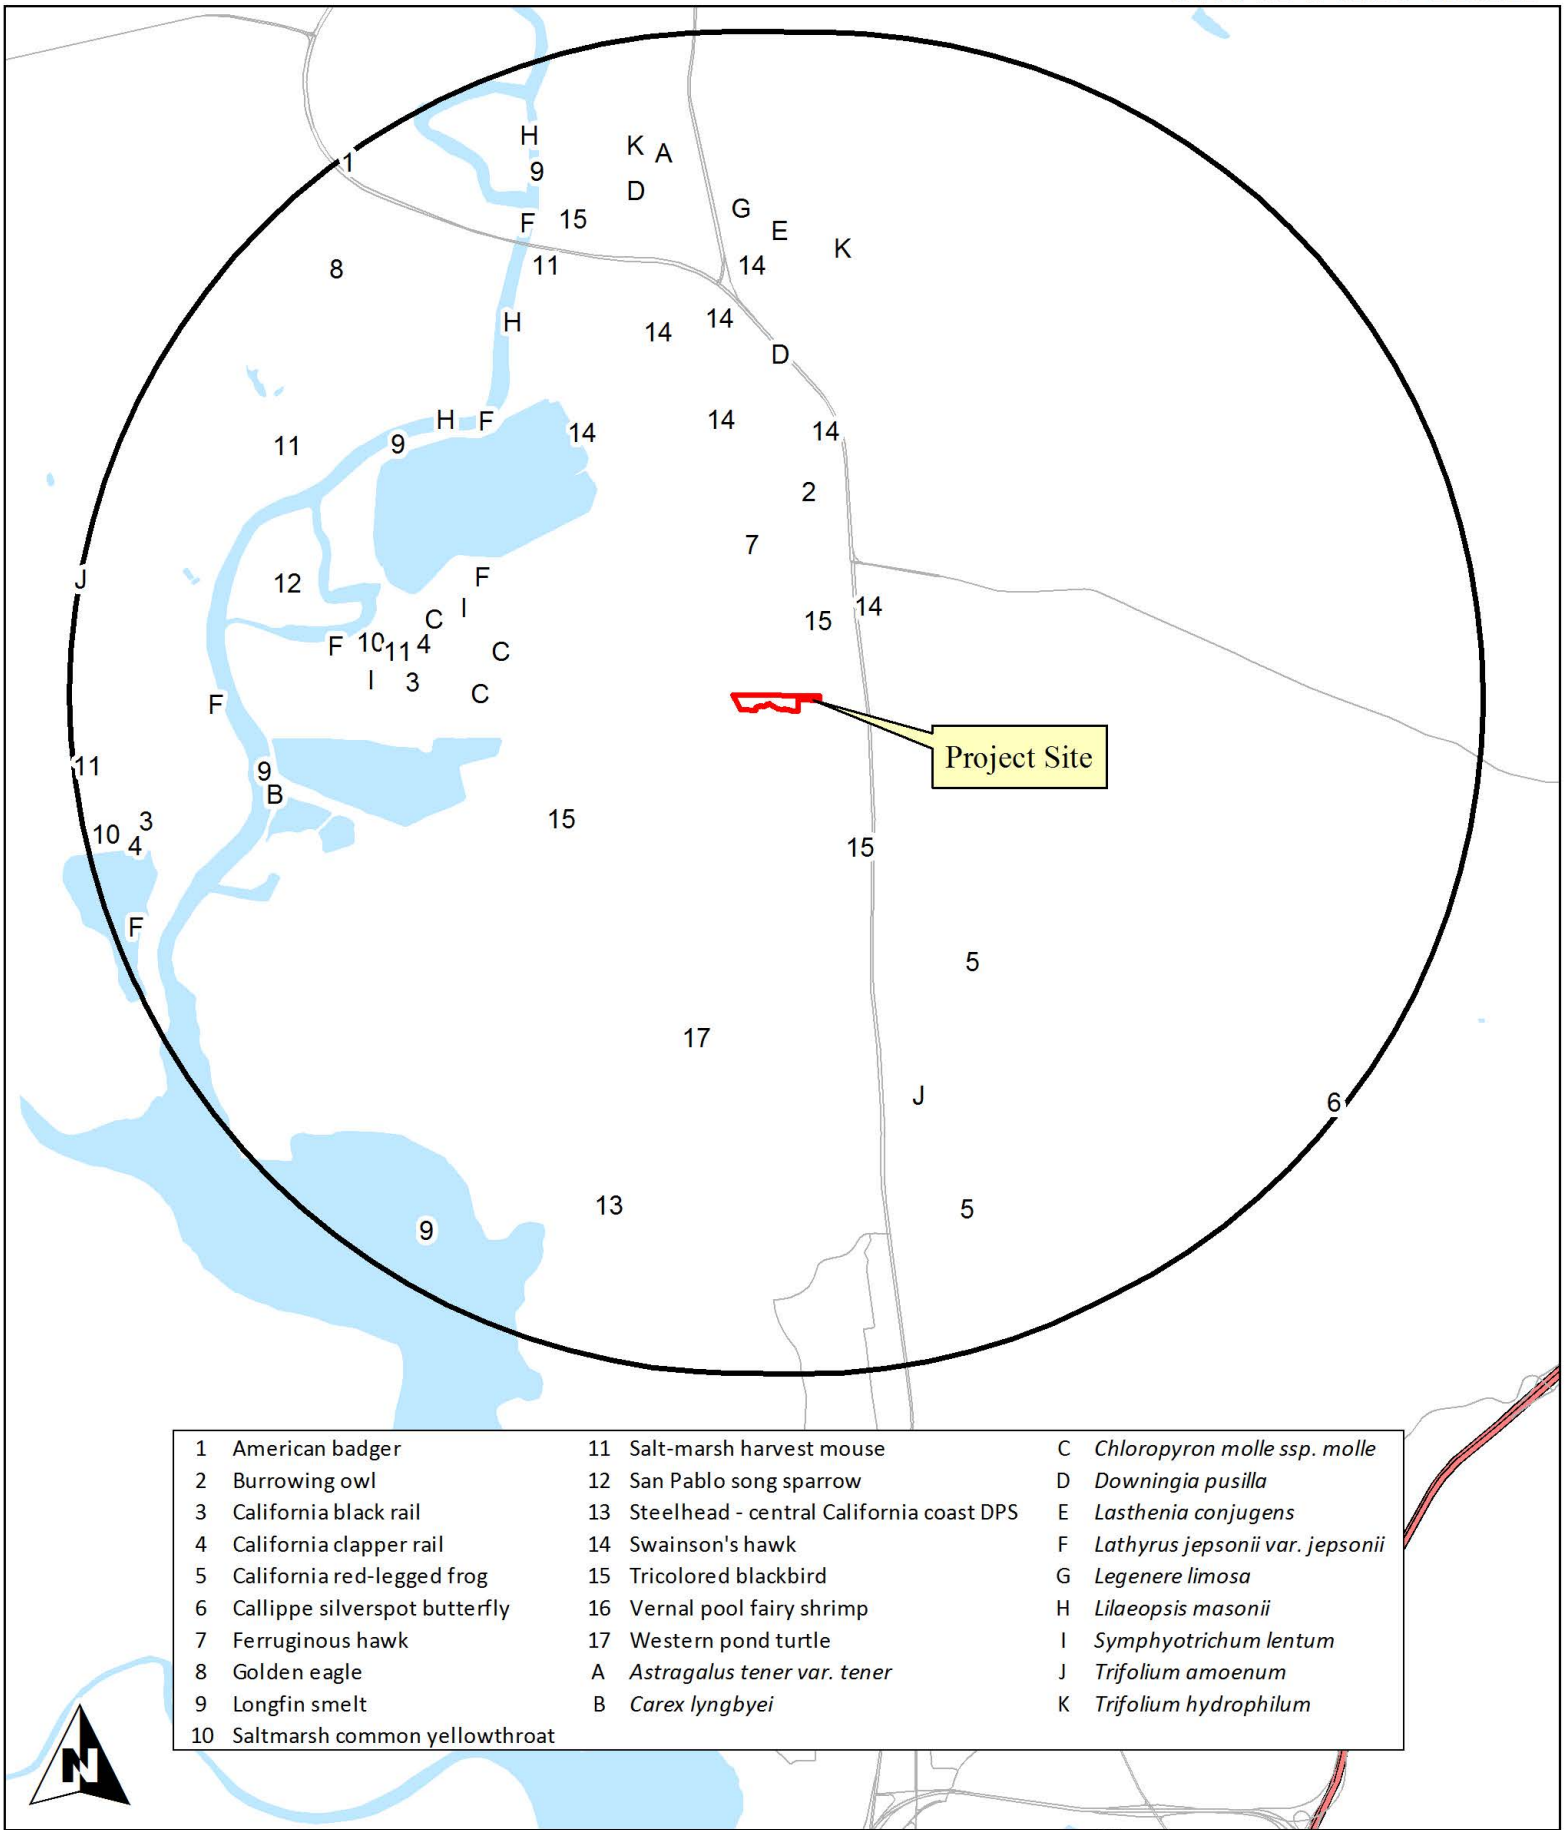 H
K
A
1
9
D
G
F
15
E
K
8
11
14
H
14
14
D
H
F
14
14
14
11
9
2
7
J
12
F
I
14
C
15
F
10
11
4
C
I
3
C
F
Project Site
11
9
B
3
10
4
15
15
F
5
17
J
6
13
5
9
1 American badger
2 Burrowing owl
3 California black rail
4 California clapper rail
5 California red-legged frog
6 Callippe silverspot butterfly
7 Ferruginous hawk
8 Golden eagle
9 Longfin smelt
10 Saltmarsh common yellowthroat
11 Salt-marsh harvest mouse
12 San Pablo song sparrow
13 Steelhead - central California coast DPS
14 Swainson's hawk
15 Tricolored blackbird
16 Vernal pool fairy shrimp
17 Western pond turtle
A Astragalus tener var. tener
B Carex lyngbyei
C Chloropyron molle ssp. molle
D Downingia pusilla
E Lasthenia conjugens
F Lathyrus jepsonii var. jepsonii
G Legenere limosa
H Lilaeopsis masonii
I Symphyotrichum lentum
J Trifolium amoenum
K Trifolium hydrophilum
N